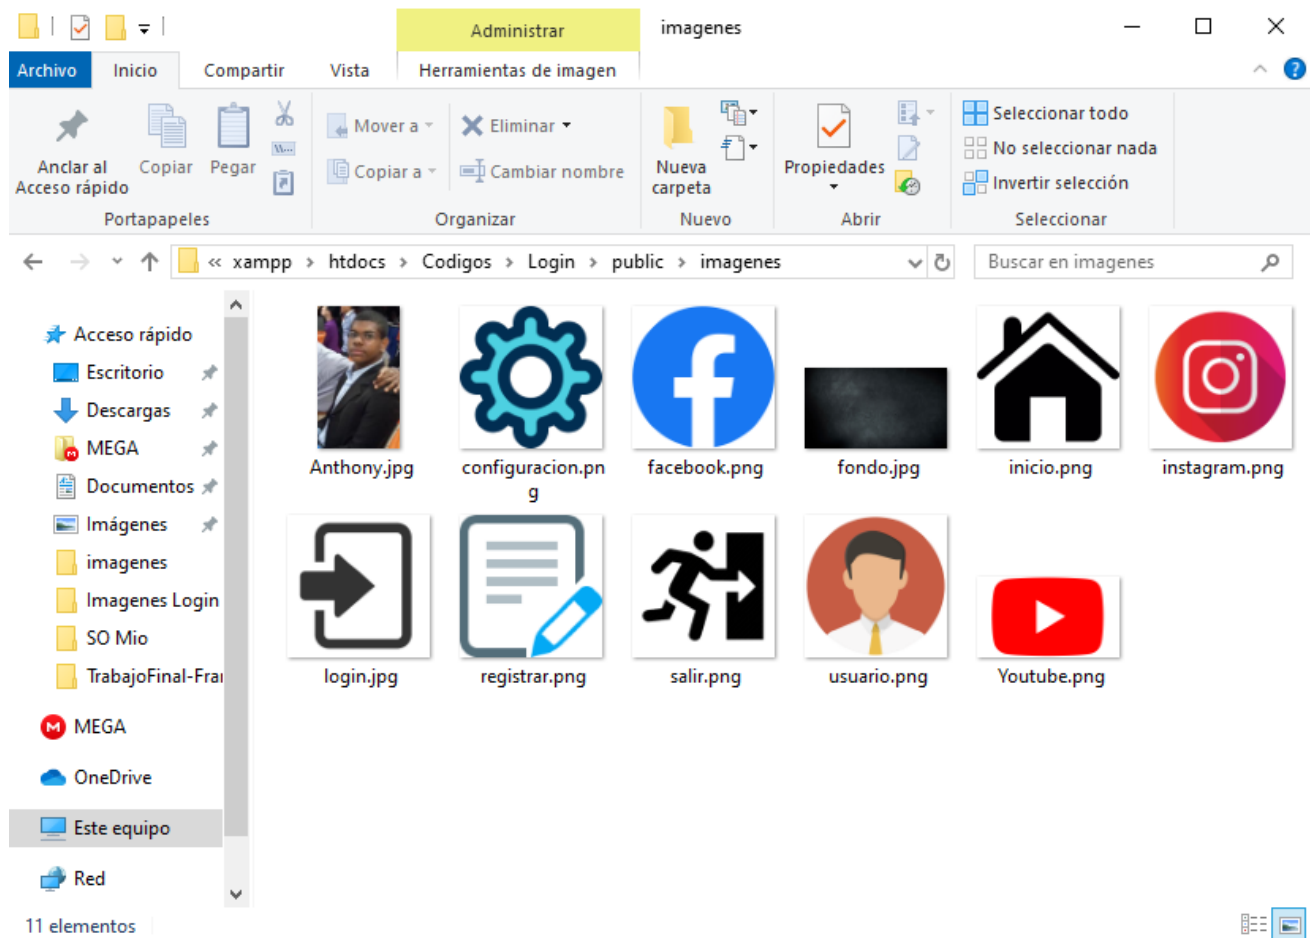 Administrar
imagenes
Archivo
Inicio
Compartir
Vista
Herramientas de imagen
Anclar al
Acceso rápido
Copiar
Pegar
Mover a
Copiar a
Eliminar
Cambiar nombre
Nueva
carpeta
Propiedades
Seleccionar todo
No seleccionar nada
Invertir selección
Portapapeles
Organizar
Nuevo
Abrir
Seleccionar
« xampp › htdocs › Codigos › Login › public › imagenes
Buscar en imagenes
Acceso rápido
Escritorio
Descargas
MEGA
Documentos
Imágenes
imagenes
Imagenes Login
SO Mio
TrabajoFinal-Fra
MEGA
OneDrive
Este equipo
Red
Anthony.jpg
configuracion.pn
g
facebook.png
fondo.jpg
inicio.png
instagram.png
login.jpg
registrar.png
salir.png
usuario.png
Youtube.png
11 elementos